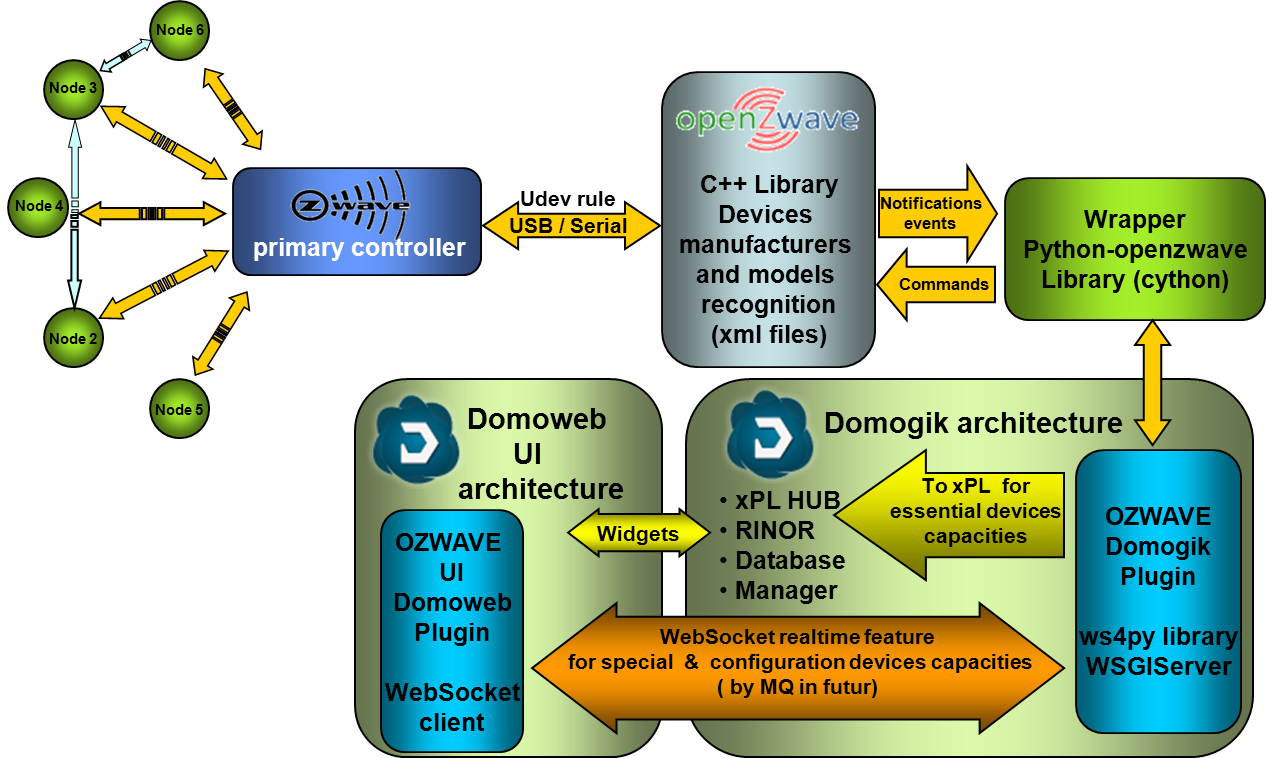 Node 6
Node 3
Node 4
Node 2
Node 5
Z wave
primary controller
Udev rule
USB / Serial
openZwave
C++ Library
Devices
manufacturers
and models
recognition
(xml files)
Notifications
events
Commands
Wrapper
Python-openzwave
Library (cython)
Domoweb
UI
architecture
OZWAVE
UI
Domoweb
Plugin
WebSocket
client
Widgets
Domogik architecture
• xPL HUB
• RINOR
• Database
• Manager
To xPL for
essential devices
capacities
OZWAVE
Domogik
Plugin
ws4py library
WSGIServer
WebSocket realtime feature
for special & configuration devices capacities
( by MQ in futur)